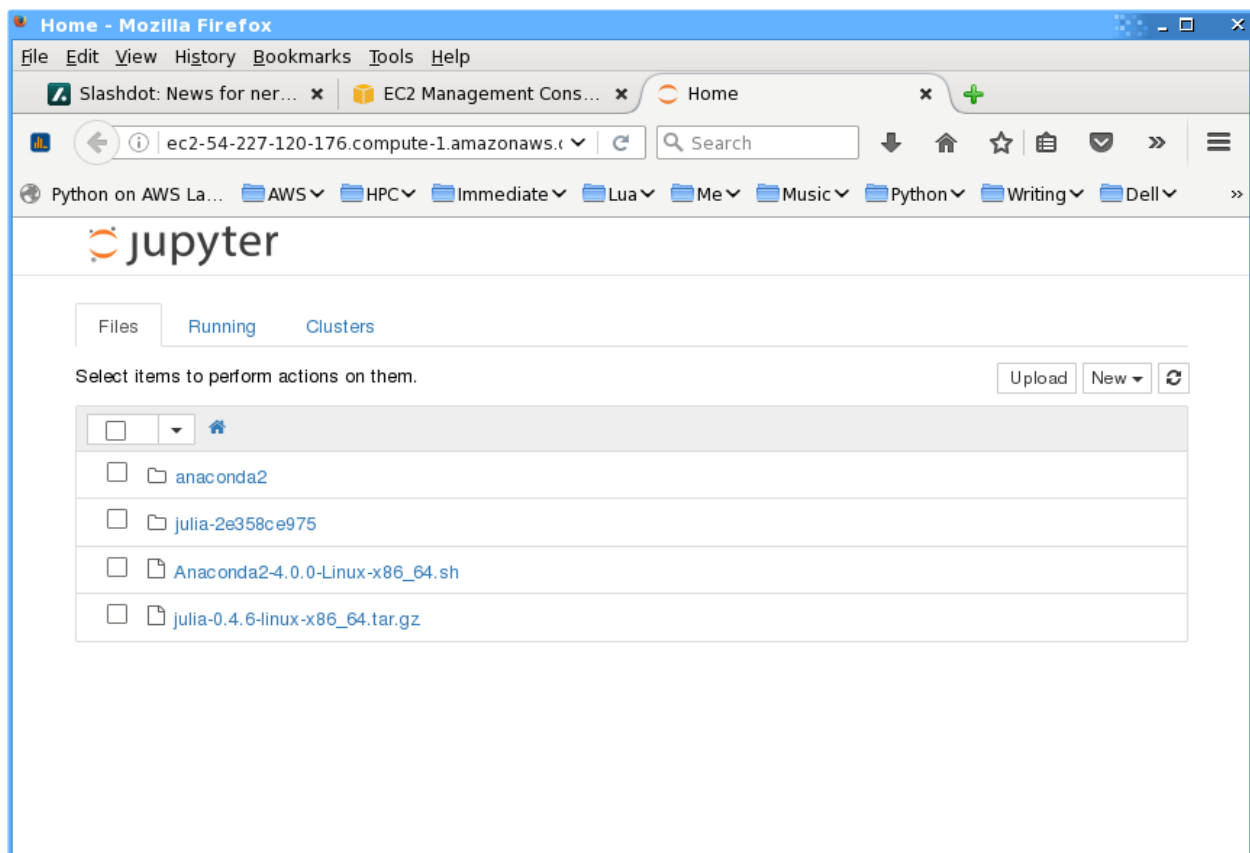 Home - Mozilla Firefox
File Edit View History Bookmarks Tools Help
Slashdot: News for ner... EC2 Management Cons... Home
ec2-54-227-120-176.compute-1.amazonaws.c Search
Python on AWS La... AWS HPC Immediate Lua Me Music Python Writing Dell
jupyter
Files Running Clusters
Select items to perform actions on them. Upload New
anaconda2
julia-2e358ce975
Anaconda2-4.0.0-Linux-x86_64.sh
julia-0.4.6-linux-x86_64.tar.gz